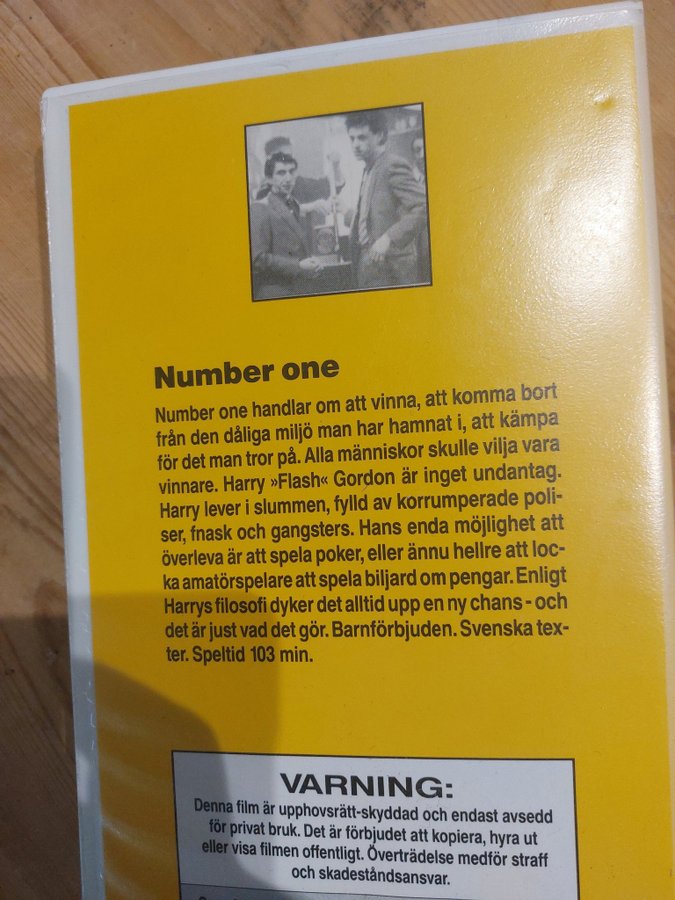 Number one
Number one handlar om att vinna, att komma bort
från den dåliga miljö man har hamnat i, att kämpa
för det man tror på. Alla människor skulle vilja vara
vinnare. Harry »Flash« Gordon är inget undantag.
Harry lever i slummen, fylld av korrumperade poli-
ser, fnask och gangsters. Hans enda möjlighet att
överleva är att spela poker, eller ännu hellre att loc-
ka amatörspelare att spela biljard om pengar. Enligt
Harrys filosofi dyker det alltid upp en ny chans - och
det är just vad det gör. Barnförbjuden. Svenska tex-
ter. Speltid 103 min.
VARNING:
Denna film är upphovsrätt-skyddad och endast avsedd
för privat bruk. Det är förbjudet att kopiera, hyra ut
eller visa filmen offentligt. Överträdelse medför straff
och skadeståndsansvar.